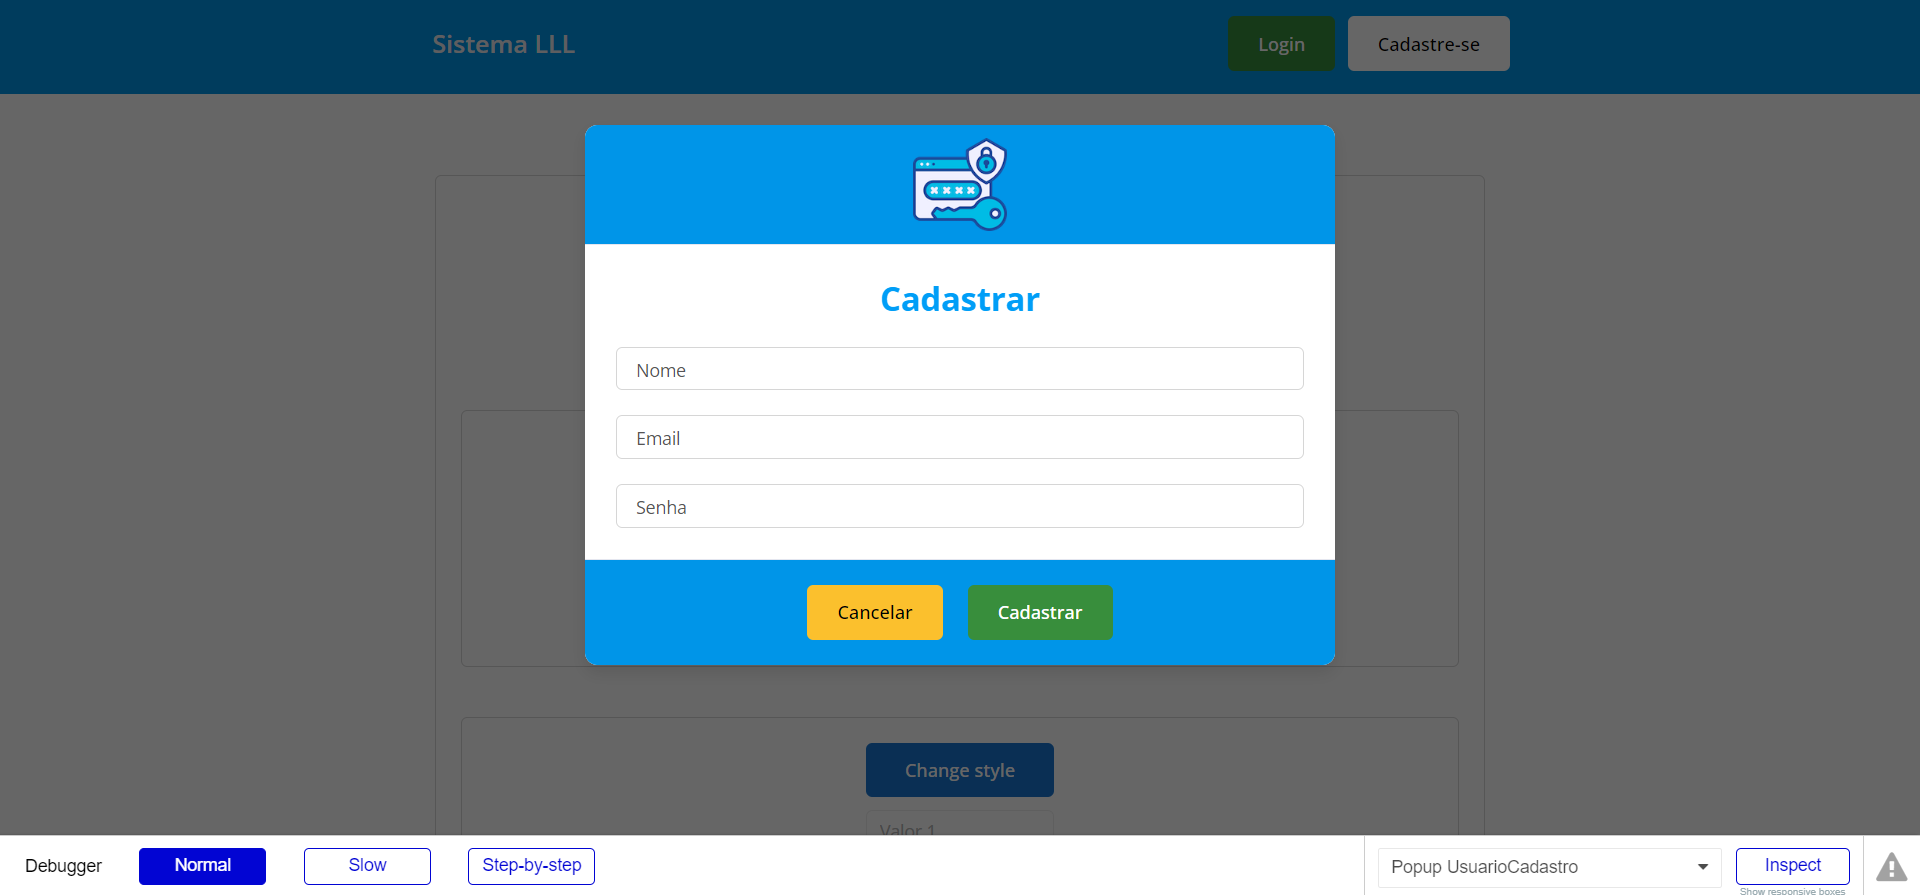 Sistema LLL
Login
Cadastre-se
Cadastrar
Nome
Email
Senha
Cancelar
Cadastrar
Change style
Valor 1
Debugger
Normal
Slow
Step-by-step
Popup UsuarioCadastro
Inspect
Show responsive boxes